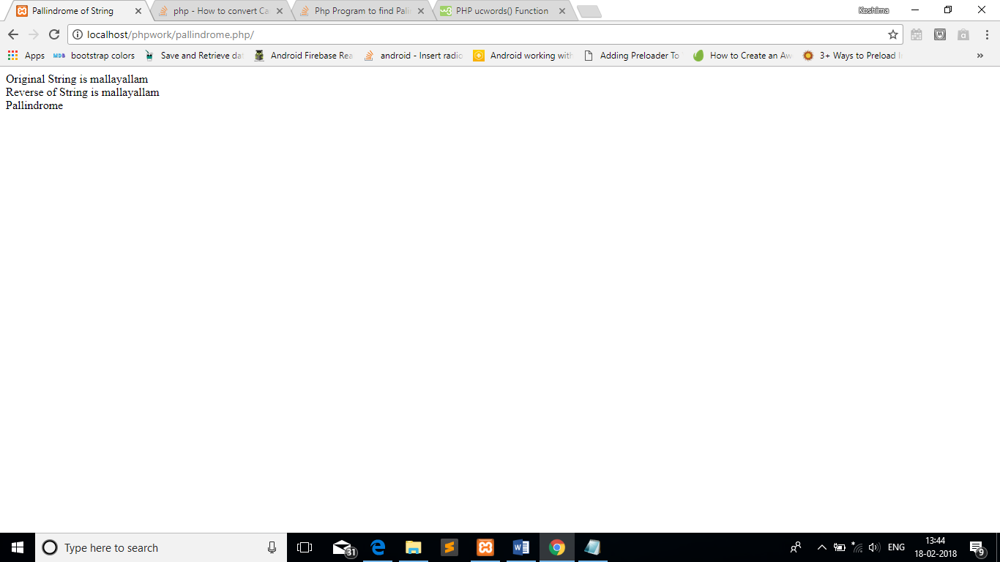 Pallindrome of String
php - How to convert Ca
Php Program to find Pali
PHP ucwords() Function
Koshima
localhost/phpwork/pallindrome.php/
Apps
MDB bootstrap colors
Save and Retrieve dat
Android Firebase Rea
android - Insert radio
Android working with
Adding Preloader To
How to Create an Aw
3+ Ways to Preload I
»
Original String is mallayallam
Reverse of String is mallayallam
Pallindrome
Type here to search
31
ENG
13:44
18-02-2018
9